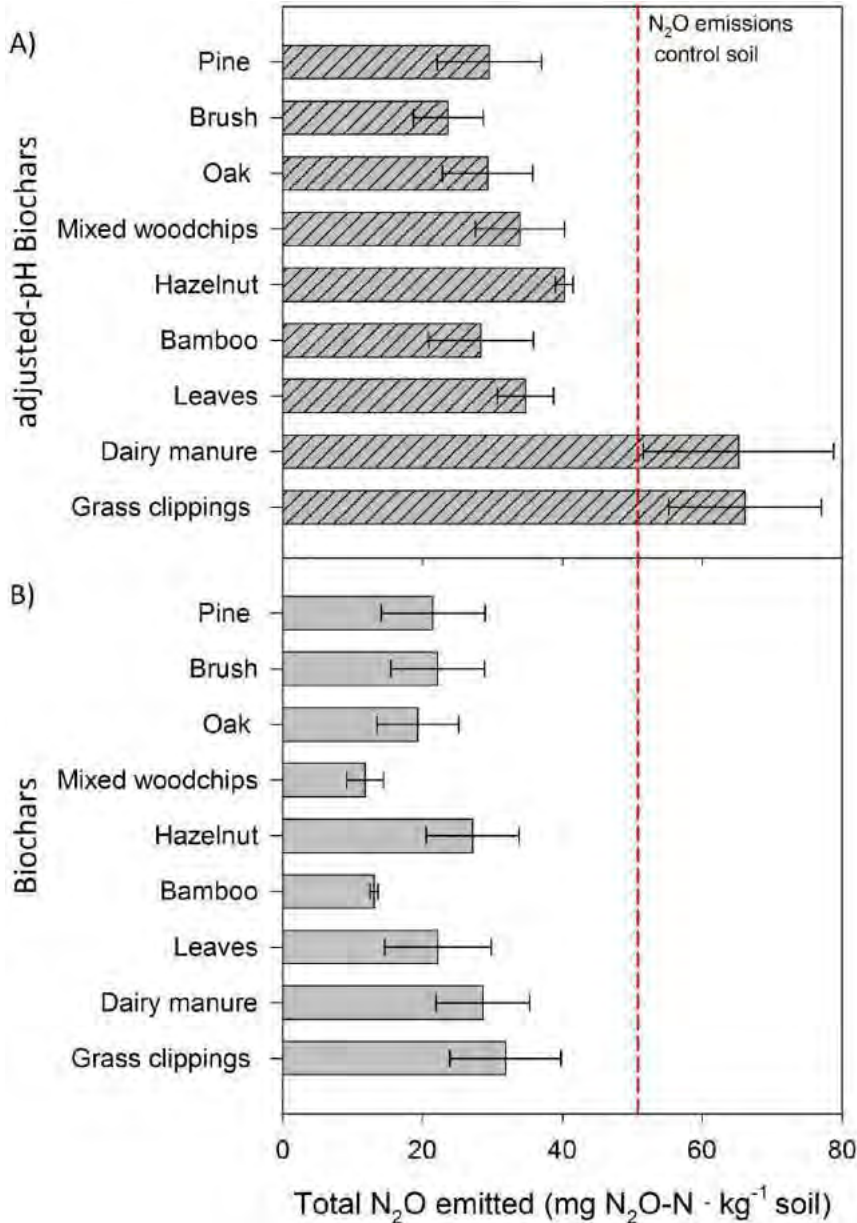 A)
N₂O emissions
control soil
adjusted-pH Biochars
Pine
Brush
Oak
Mixed woodchips
Hazelnut
Bamboo
Leaves
Dairy manure
Grass clippings
B)
Biochars
Pine
Brush
Oak
Mixed woodchips
Hazelnut
Bamboo
Leaves
Dairy manure
Grass clippings
0 20 40 60 80
Total N₂O emitted (mg N₂O-N · kg⁻¹ soil)